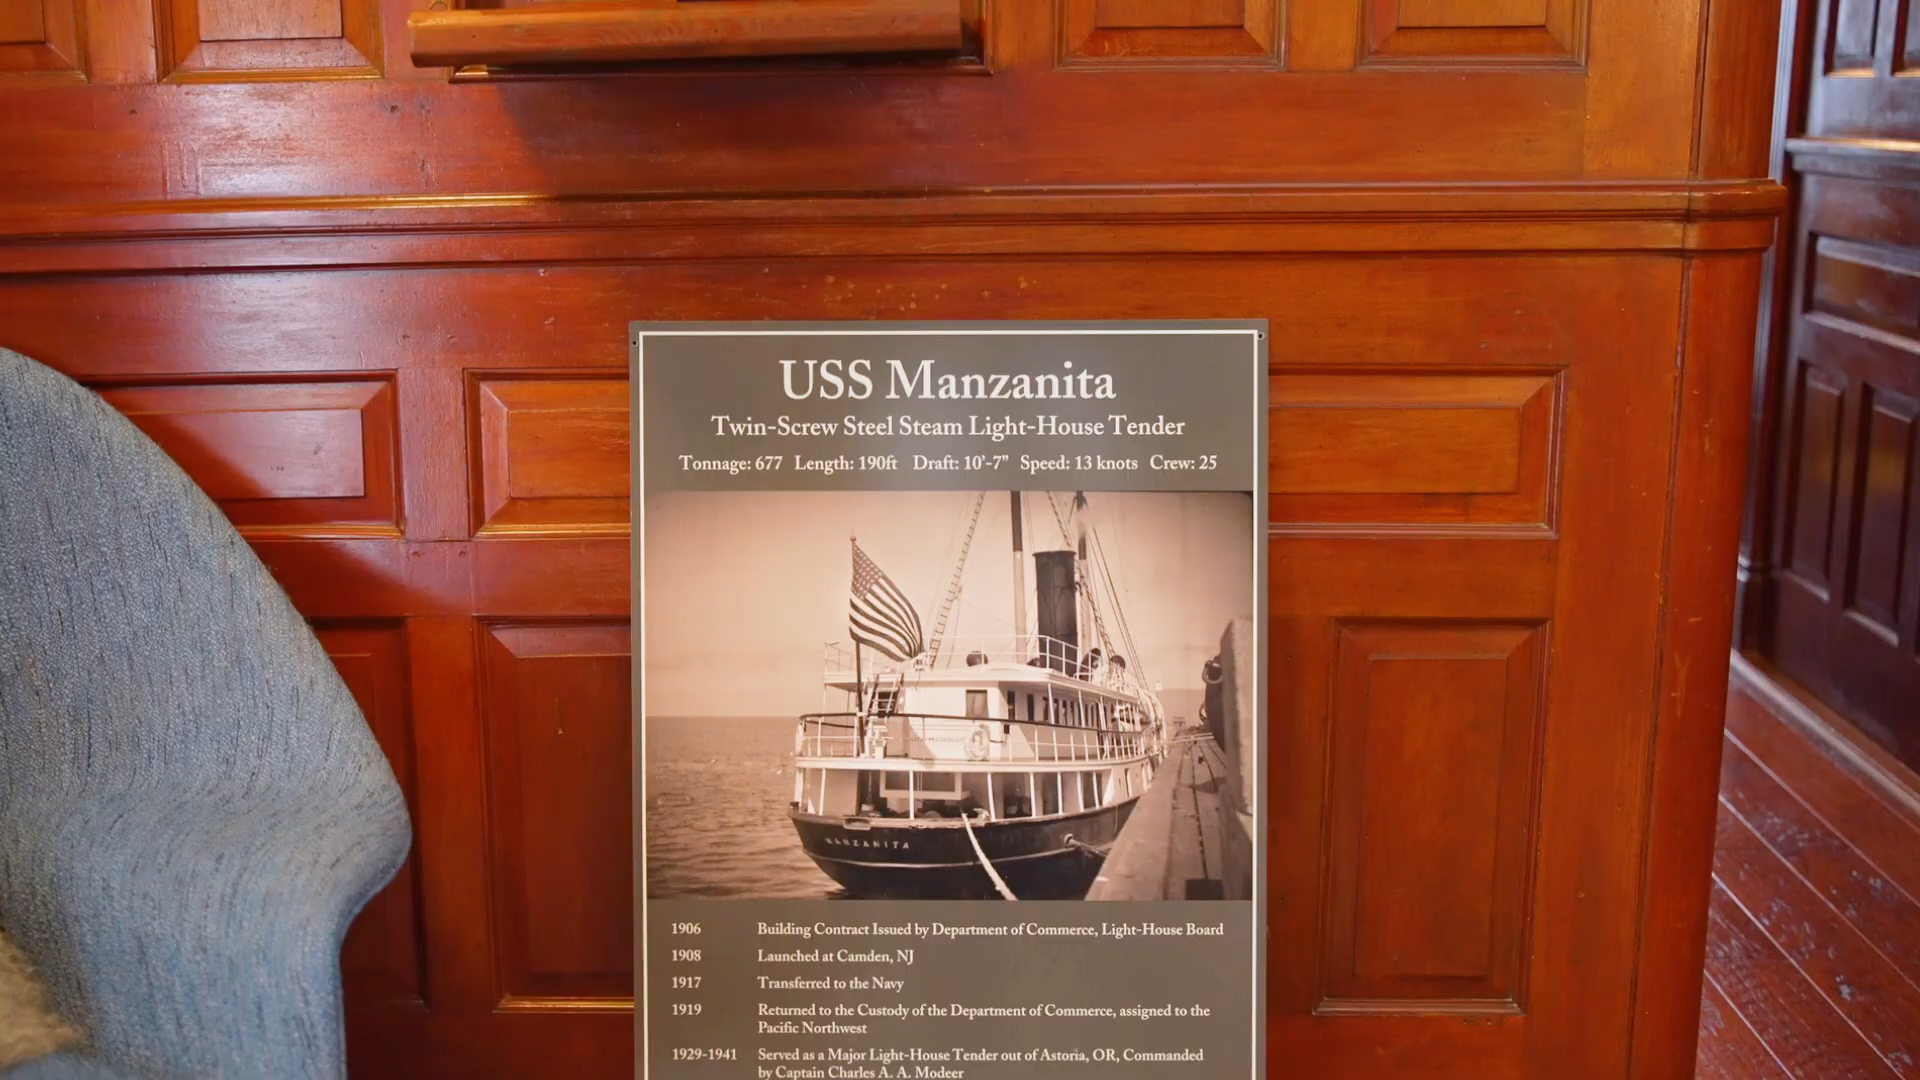 USS Manzanita
Twin-Screw Steel Steam Light-House Tender
Tonnage: 677 Length: 190ft Draft: 10'-7" Speed: 13 knots Crew: 25
MANZANITA
1906 Building Contract Issued by Department of Commerce, Light-House Board
1908 Launched at Camden, NJ
1917 Transferred to the Navy
1919 Returned to the Custody of the Department of Commerce, assigned to the
Pacific Northwest
1929-1941 Served as a Major Light-House Tender out of Astoria, OR, Commanded
by Captain Charles A. A. Modeer